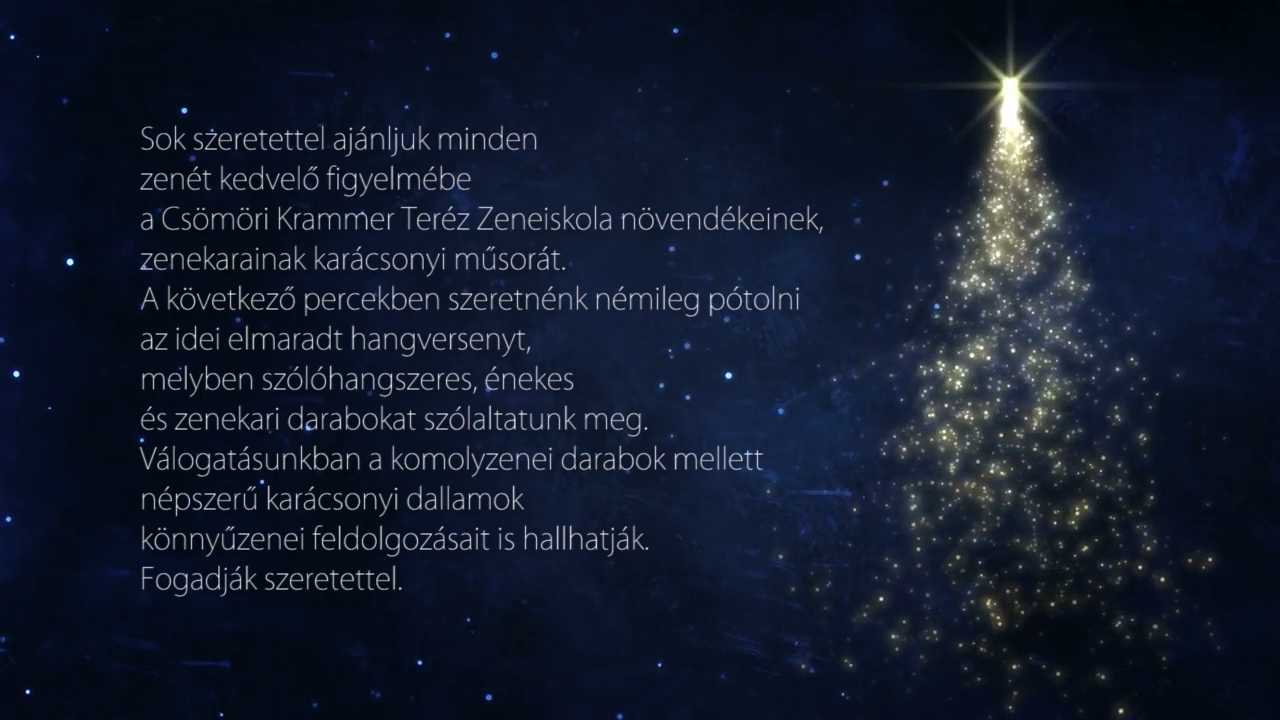 Sok szeretettel ajánljuk minden
zenét kedvelő figyelmébe
a Csömöri Krammer Teréz Zeneiskola növendékeinek,
zenekarainak karácsonyi műsorát.
A következő percekben szeretnénk némileg pótolni
az idei elmaradt hangversenyt,
melyben szólóhangszeres, énekes
és zenekari darabokat szólaltatunk meg.
Válogatásunkban a komolyzenei darabok mellett
népszerű karácsonyi dallamok
könnyűzenei feldolgozásait is hallhatják.
Fogadják szeretettel.